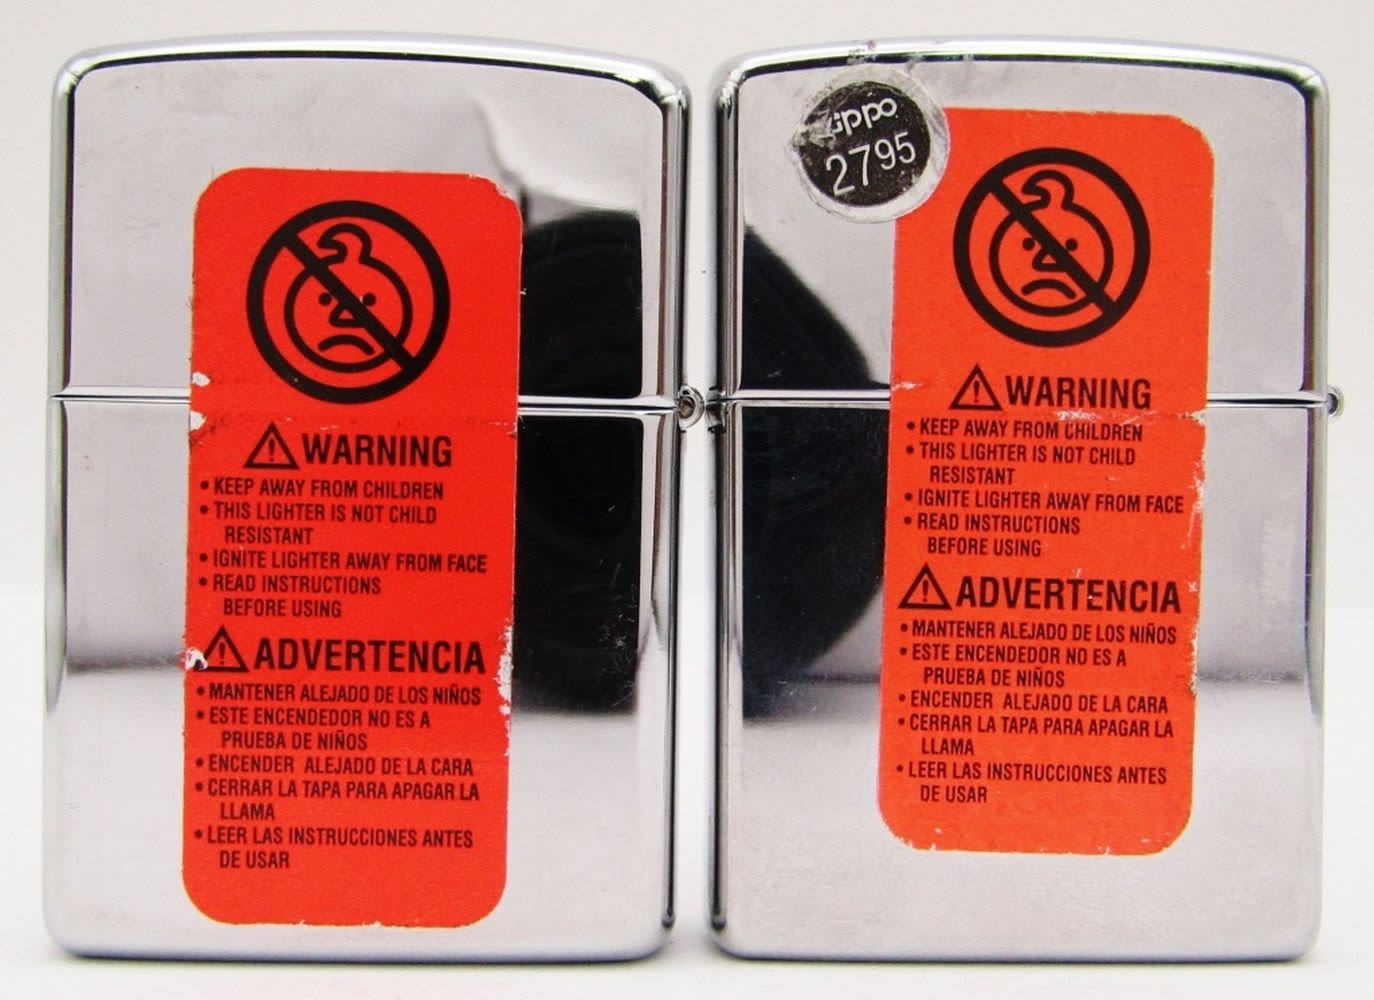 WARNING
• KEEP AWAY FROM CHILDREN
• THIS LIGHTER IS NOT CHILD
RESISTANT
• IGNITE LIGHTER AWAY FROM FACE
• READ INSTRUCTIONS
BEFORE USING
ADVERTENCIA
• MANTENER ALEJADO DE LOS NIÑOS
• ESTE ENCENDEDOR NO ES A
PRUEBA DE NIÑOS
• ENCENDER ALEJADO DE LA CARA
• CERRAR LA TAPA PARA APAGAR LA
LLAMA
• LEER LAS INSTRUCCIONES ANTES
DE USAR
zippo
2795
WARNING
• KEEP AWAY FROM CHILDREN
• THIS LIGHTER IS NOT CHILD
RESISTANT
• IGNITE LIGHTER AWAY FROM FACE
• READ INSTRUCTIONS
BEFORE USING
ADVERTENCIA
• MANTENER ALEJADO DE LOS NIÑOS
• ESTE ENCENDEDOR NO ES A
PRUEBA DE NIÑOS
• ENCENDER ALEJADO DE LA CARA
• CERRAR LA TAPA PARA APAGAR LA
LLAMA
• LEER LAS INSTRUCCIONES ANTES
DE USAR